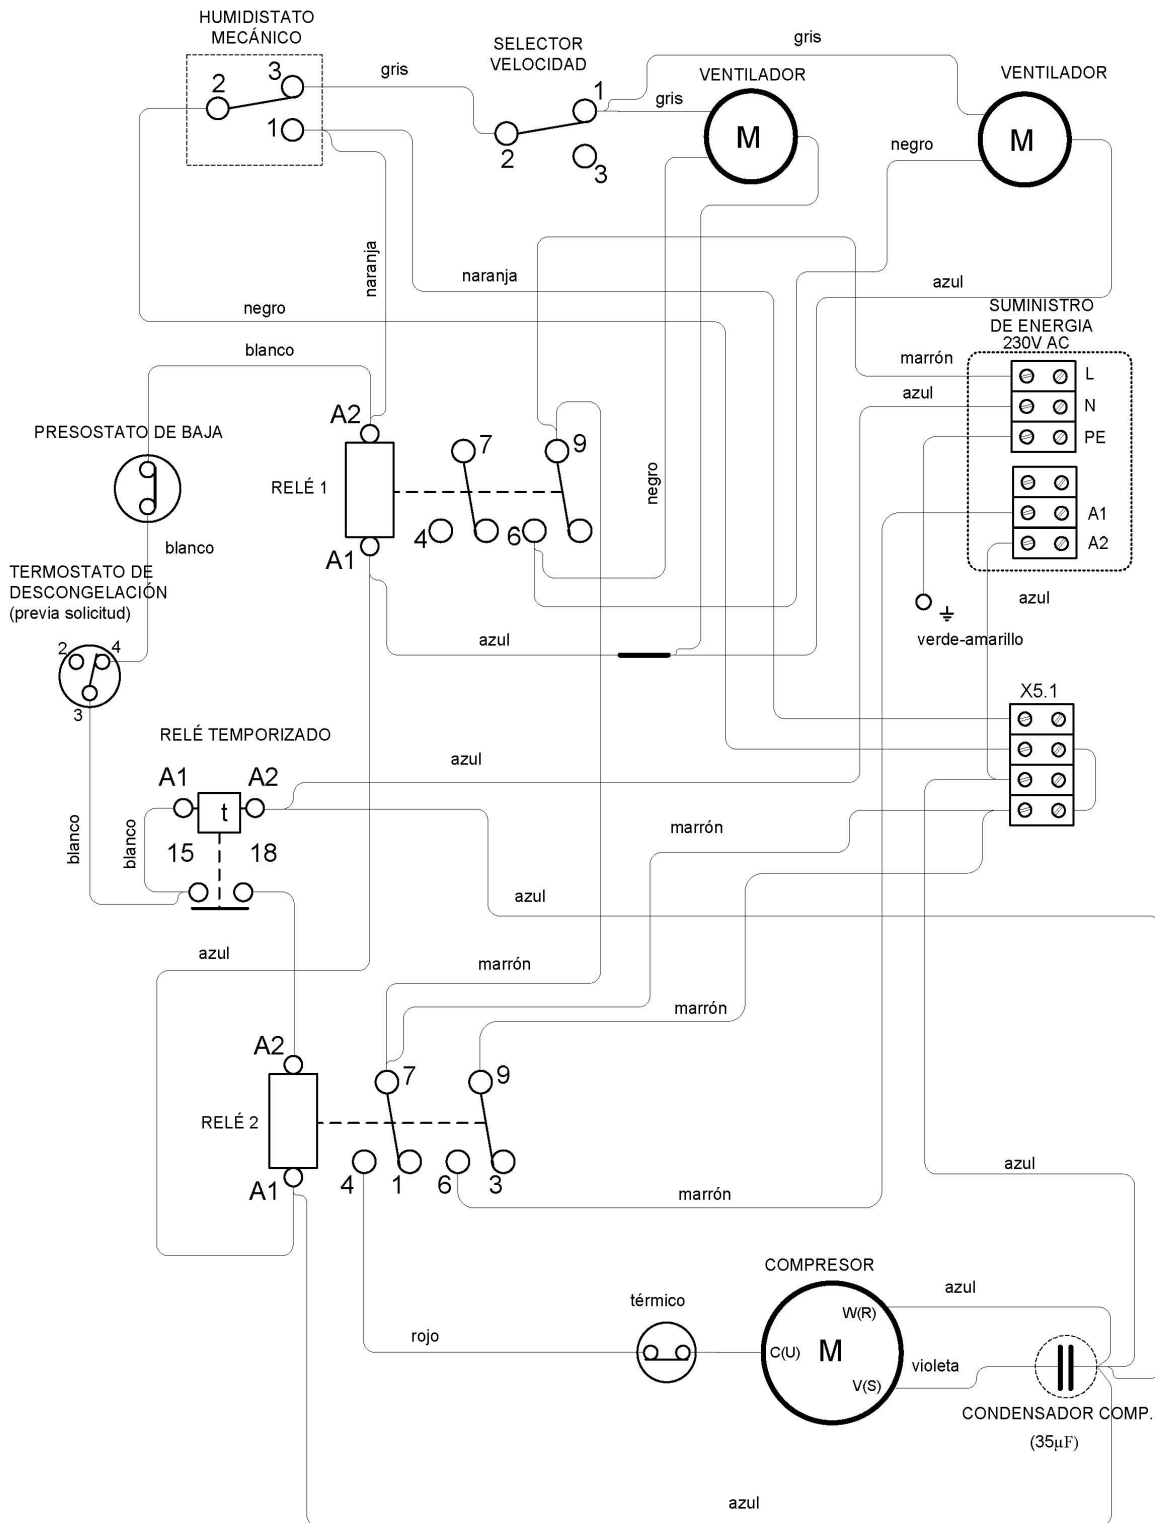 HUMIDISTATO
MECÁNICO
SELECTOR
VELOCIDAD
gris
VENTILADOR
VENTILADOR
3
gris
2
1
gris
1
M
M
2
3
negro
naranja
naranja
azul
negro
SUMINISTRO
DE ENERGIA
230V AC
blanco
marrón
L
azul
N
A2
PRESOSTATO DE BAJA
7
9
PE
RELÉ 1
negro
4
6
A1
A1
A2
blanco
TERMOSTATO DE
DESCONGELACIÓN
(previa solicitud)
azul
verde-amarillo
azul
2
4
3
X5.1
RELÉ TEMPORIZADO
azul
A1
A2
t
marrón
blanco
blanco
15
18
azul
azul
marrón
marrón
A2
7
9
RELÉ 2
4
1
6
3
A1
marrón
azul
COMPRESOR
térmico
azul
W(R)
rojo
C(U)
M
violeta
V(S)
CONDENSADOR COMP.
(35µF)
azul